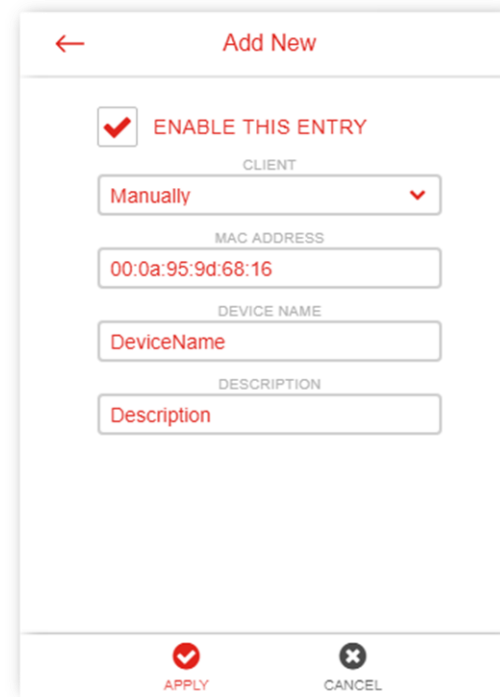 Add New
ENABLE THIS ENTRY
CLIENT
Manually
MAC ADDRESS
00:0a:95:9d:68:16
DEVICE NAME
DeviceName
DESCRIPTION
Description
APPLY CANCEL